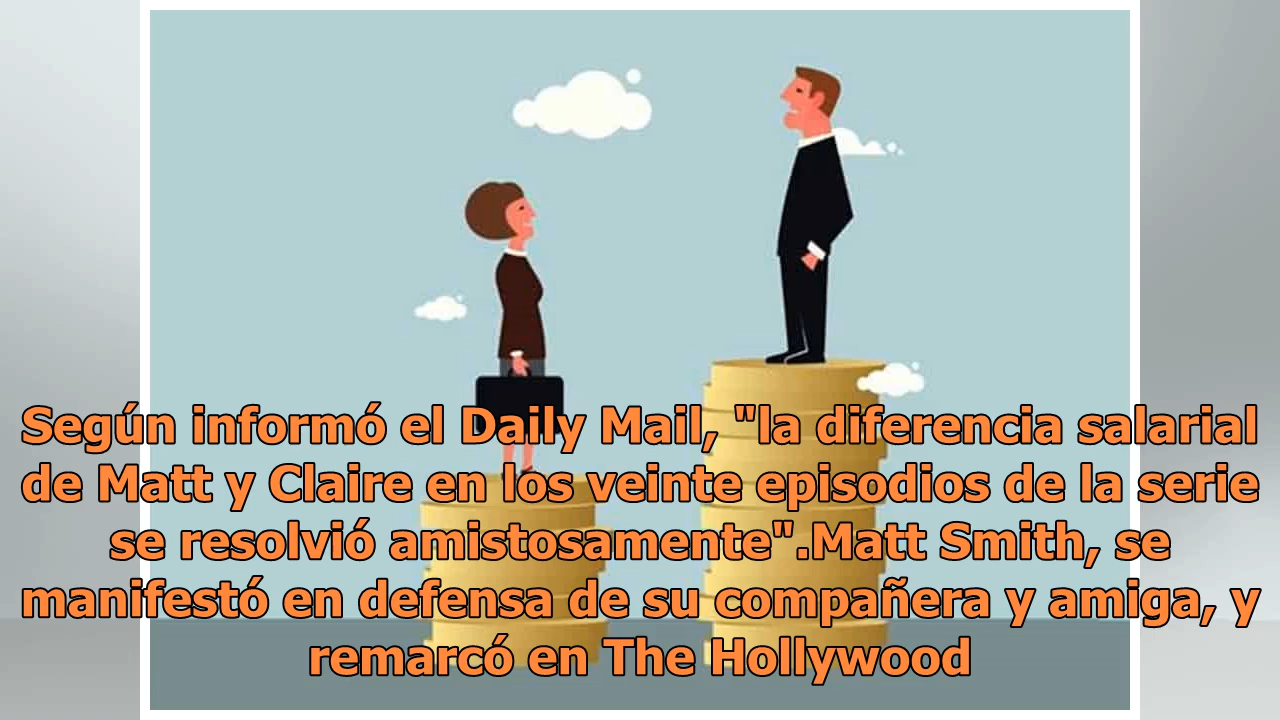 Según informó el Daily Mail, "la diferencia salarial
de Matt y Claire en los veinte episodios de la serie
se resolvió amistosamente".Matt Smith, se
manifestó en defensa de su compañera y amiga, y
remarcó en The Hollywood